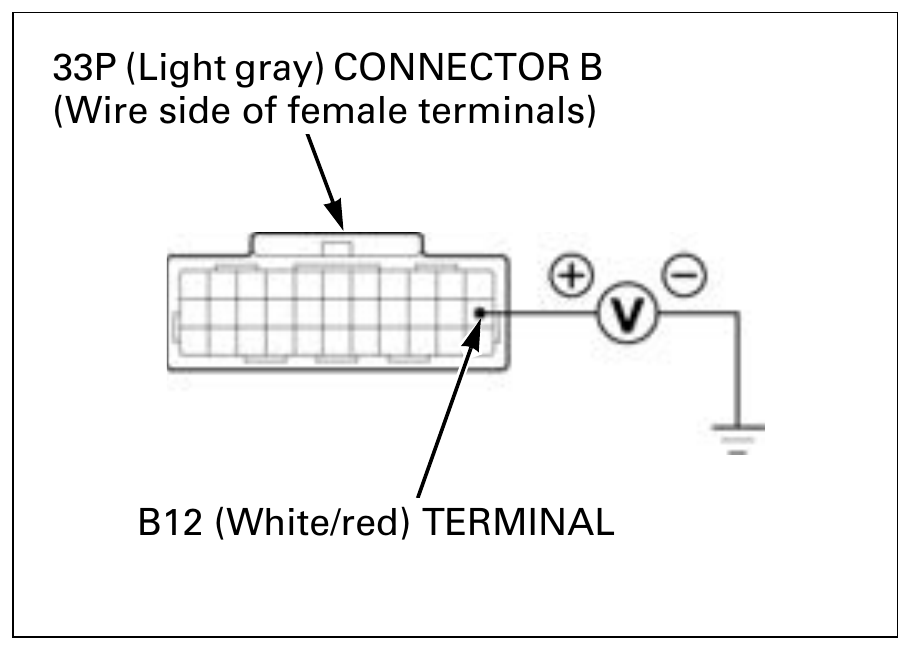 33P (Light gray) CONNECTOR B
(Wire side of female terminals)
+
−
V
B12 (White/red) TERMINAL